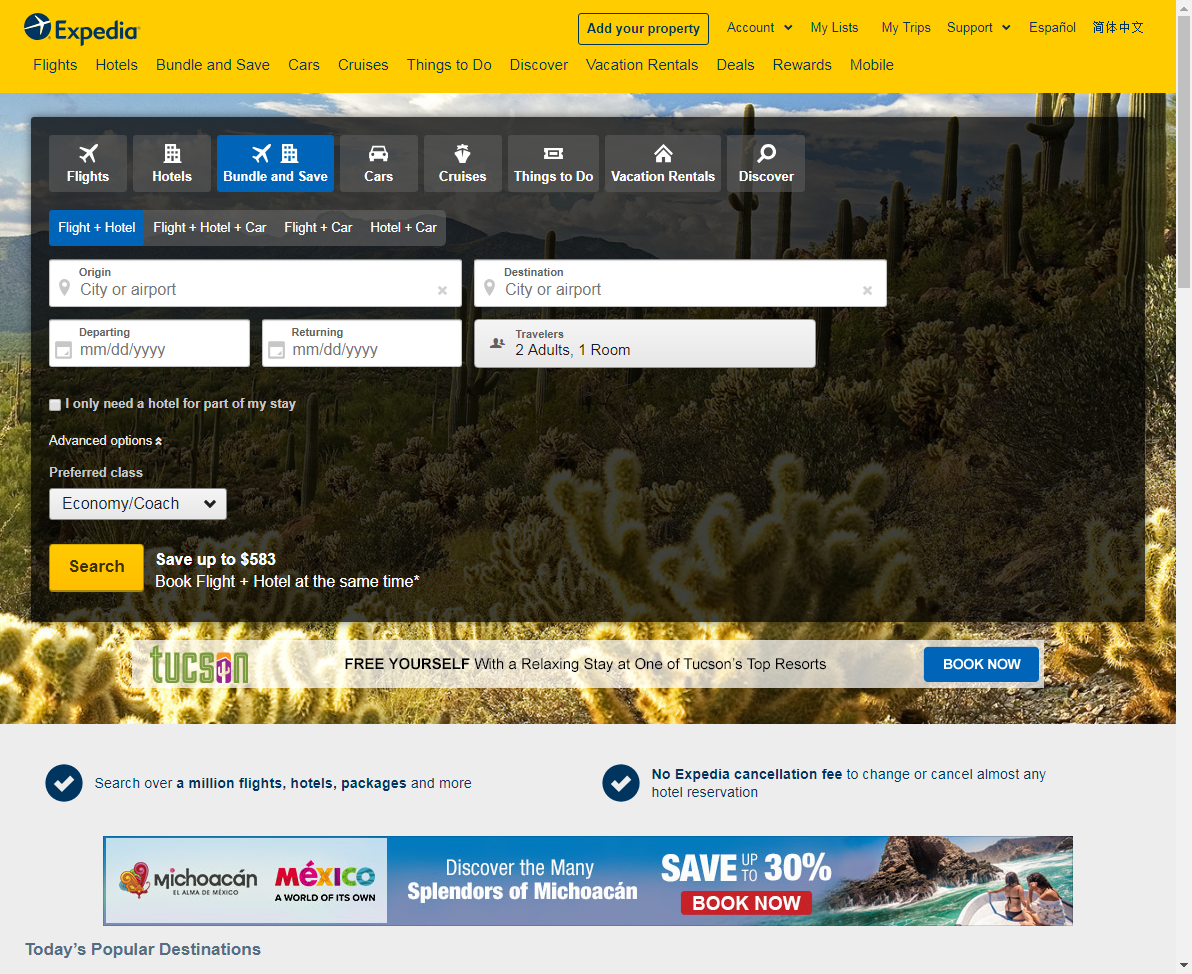 Expedia
Add your property
Account
My Lists
My Trips
Support
Español
简体中文
Flights
Hotels
Bundle and Save
Cars
Cruises
Things to Do
Discover
Vacation Rentals
Deals
Rewards
Mobile
Flights
Hotels
Bundle and Save
Cars
Cruises
Things to Do
Vacation Rentals
Discover
Flight + Hotel
Flight + Hotel + Car
Flight + Car
Hotel + Car
Origin
City or airport
Destination
City or airport
Departing
mm/dd/yyyy
Returning
mm/dd/yyyy
Travelers
2 Adults, 1 Room
I only need a hotel for part of my stay
Advanced options
Preferred class
Economy/Coach
Search
Save up to $583
Book Flight + Hotel at the same time*
tucson
FREE YOURSELF With a Relaxing Stay at One of Tucson's Top Resorts
BOOK NOW
Search over a million flights, hotels, packages and more
No Expedia cancellation fee to change or cancel almost any
hotel reservation
Michoacán
EL ALMA DE MÉXICO
MÉXICO
A WORLD OF ITS OWN
Discover the Many
Splendors of Michoacán
SAVE UP TO 30%
BOOK NOW
Today's Popular Destinations